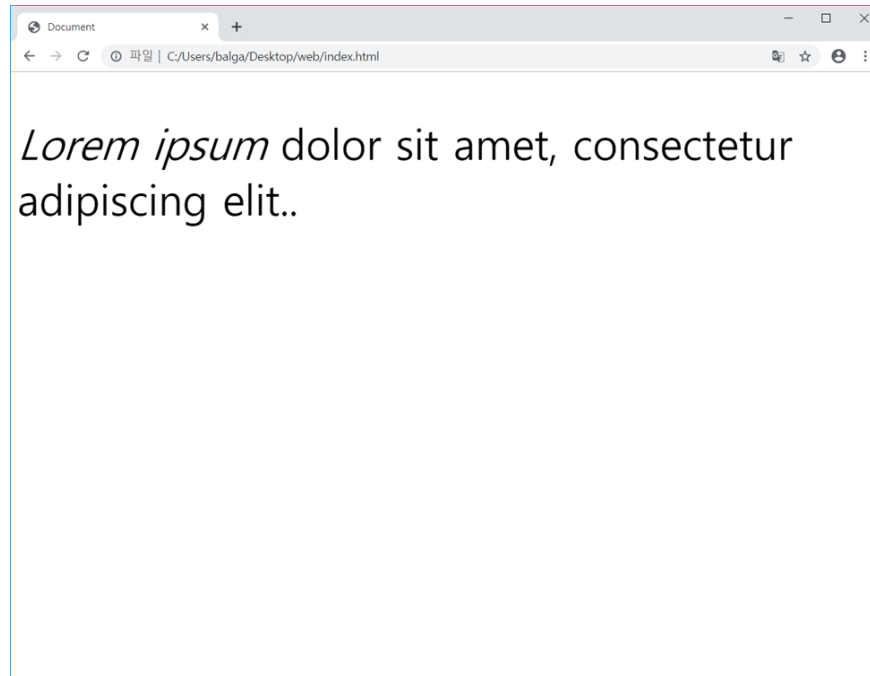 Document
파일 | C:/Users/balga/Desktop/web/index.html
Lorem ipsum dolor sit amet, consectetur
adipiscing elit..